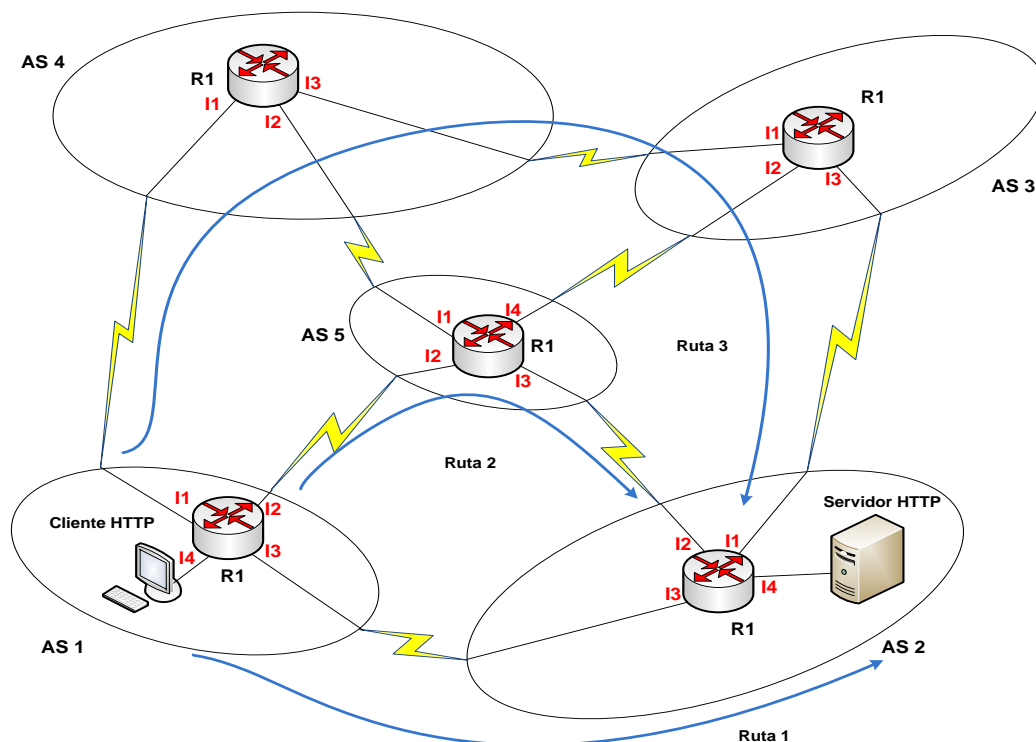 AS 4
R1
I1
I2
I3
R1
I1
I2
I3
AS 3
AS 5
I1
I2
I4
R1
I3
Ruta 3
Ruta 2
Cliente HTTP
I1
I2
I3
I4
R1
AS 1
Servidor HTTP
I2
I1
I3
I4
R1
AS 2
Ruta 1